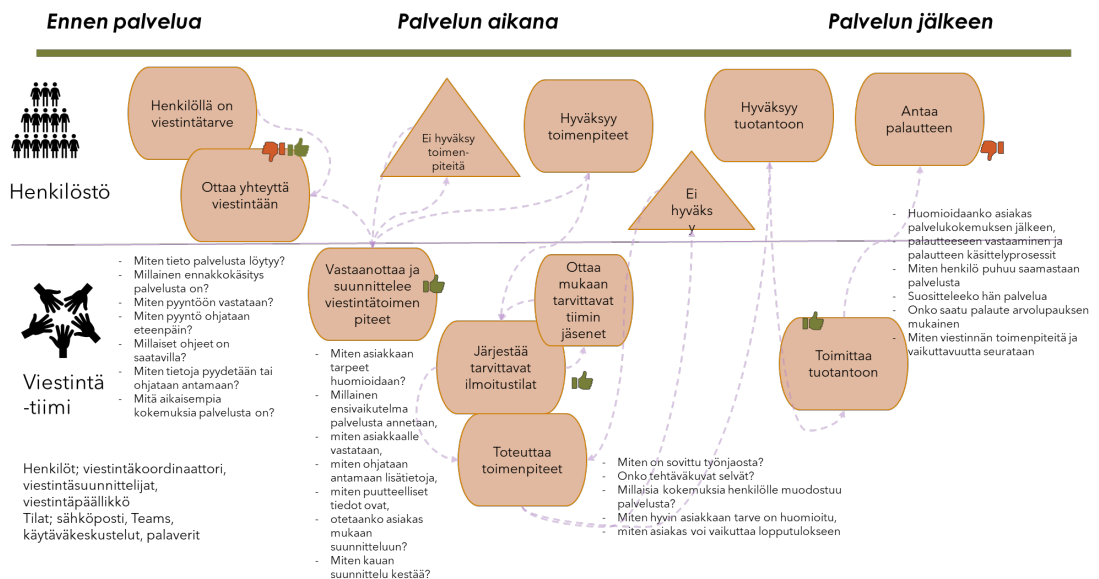 Ennen palvelua
Palvelun aikana
Palvelun jälkeen
Henkilöstö
Henkilöllä on
viestintätarve
Ottaa yhteyttä
viestintään
Ei hyväksy
toimen-
piteitä
Hyväksyy
toimenpiteet
Ei
hyväks
y
Hyväksyy
tuotantoon
Antaa
palautteen
Viestintä
-tiimi
- Miten tieto palvelusta löytyy?
- Millainen ennakkokäsitys
palvelusta on?
- Miten pyyntöön vastataan?
- Miten pyyntö ohjataan
eteenpäin?
- Millaiset ohjeet on
saatavilla?
- Miten tietoja pyydetään tai
ohjataan antamaan?
- Mitä aikaisempia
kokemuksia palvelusta on?
Vastaanottaa ja
suunnittelee
viestintätoimen
piteet
- Miten asiakkaan
tarpeet
huomioidaan?
- Millainen
ensivaikutelma
palvelusta annetaan,
- miten asiakkaalle
vastataan,
- miten ohjataan
antamaan lisätietoja,
- miten puutteelliset
tiedot ovat,
- otetaanko asiakas
mukaan
suunnitteluun?
- Miten kauan
suunnittelu kestää?
Ottaa
mukaan
tarvittavat
tiimin
jäsenet
Järjestää
tarvittavat
ilmoitustilat
Toteuttaa
toimenpiteet
- Miten on sovittu työnjaosta?
- Onko tehtäväkuvat selvät?
- Millaisia kokemuksia henkilölle muodostuu
palvelusta?
- Miten hyvin asiakkaan tarve on huomioitu,
- miten asiakas voi vaikuttaa lopputulokseen
Toimittaa
tuotantoon
- Huomioidaanko asiakas
palvelukokemuksen jälkeen,
palautteeseen vastaaminen ja
palautteen käsittelyprosessit
- Miten henkilö puhuu saamastaan
palvelusta
- Suositteleeko hän palvelua
- Onko saatu palaute arvolupauksen
mukainen
- Miten viestinnän toimenpiteitä ja
vaikuttavuutta seurataan
Henkilöt; viestintäkoordinaattori,
viestintäsuunnittelijat,
viestintäpäällikkö
Tilat; sähköposti, Teams,
käytäväkeskustelut, palaverit